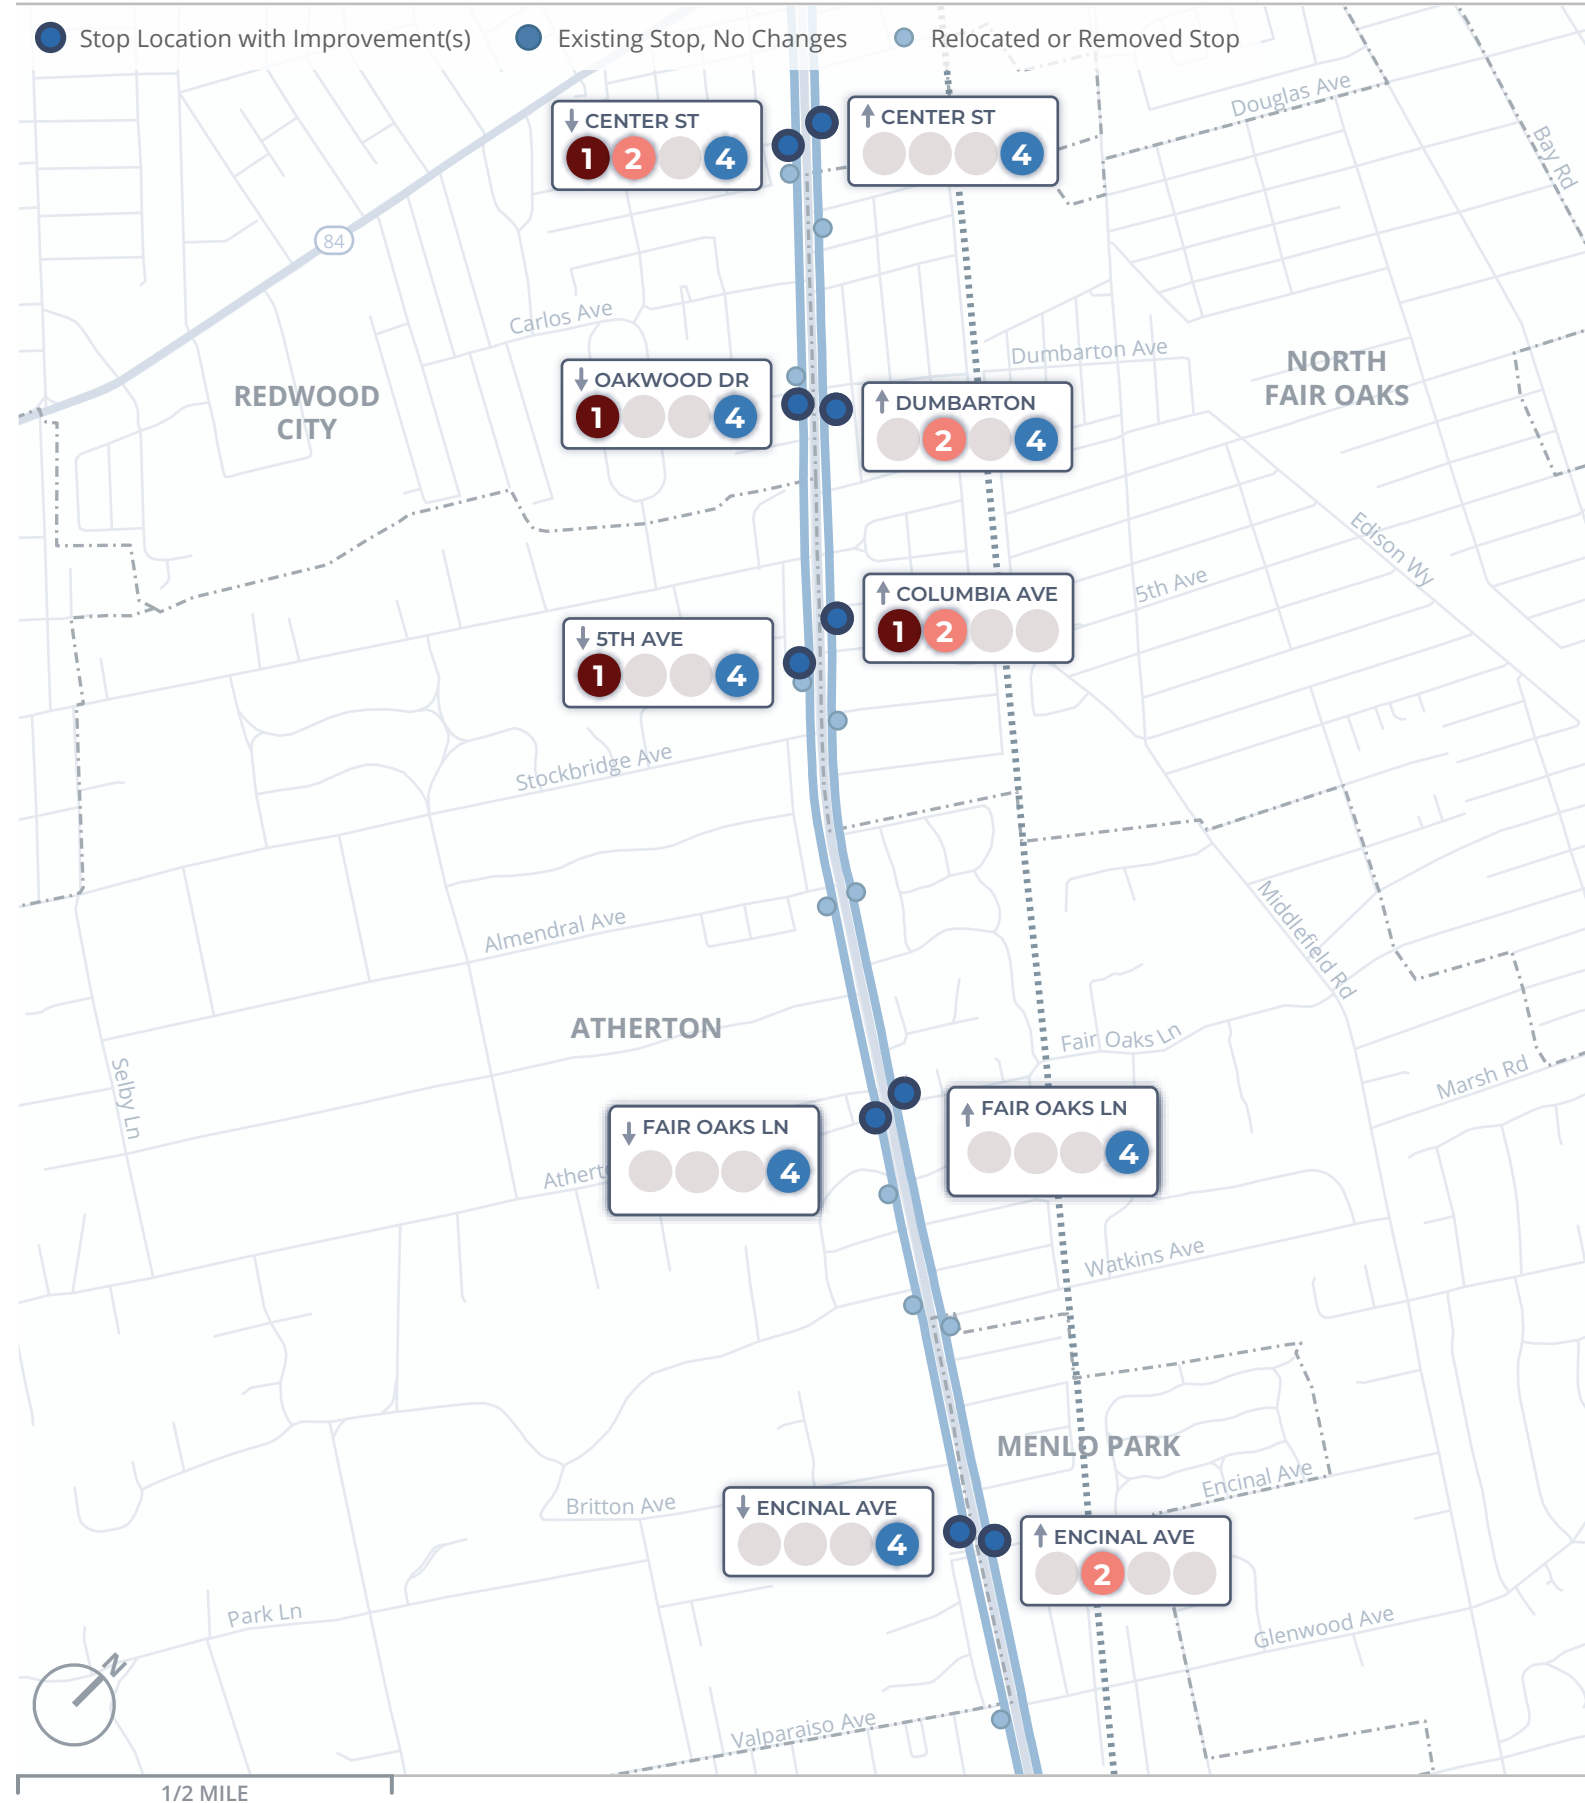 Stop Location with Improvement(s)
Existing Stop, No Changes
Relocated or Removed Stop
Douglas Ave
Bay Rd
CENTER ST
1 2 4
CENTER ST
4
84
Carlos Ave
Dumbarton Ave
NORTH
FAIR OAKS
REDWOOD
CITY
OAKWOOD DR
1 4
DUMBARTON
2 4
Edison Wy
5th Ave
COLUMBIA AVE
1 2
5TH AVE
1 4
Stockbridge Ave
Almendral Ave
Middlefield Rd
ATHERTON
Fair Oaks Ln
Selby Ln
Marsh Rd
FAIR OAKS LN
4
FAIR OAKS LN
4
Athert
Watkins Ave
MENLO PARK
Encinal Ave
Britton Ave
ENCINAL AVE
4
ENCINAL AVE
2
Park Ln
Glenwood Ave
N
Valparaiso Ave
1/2 MILE